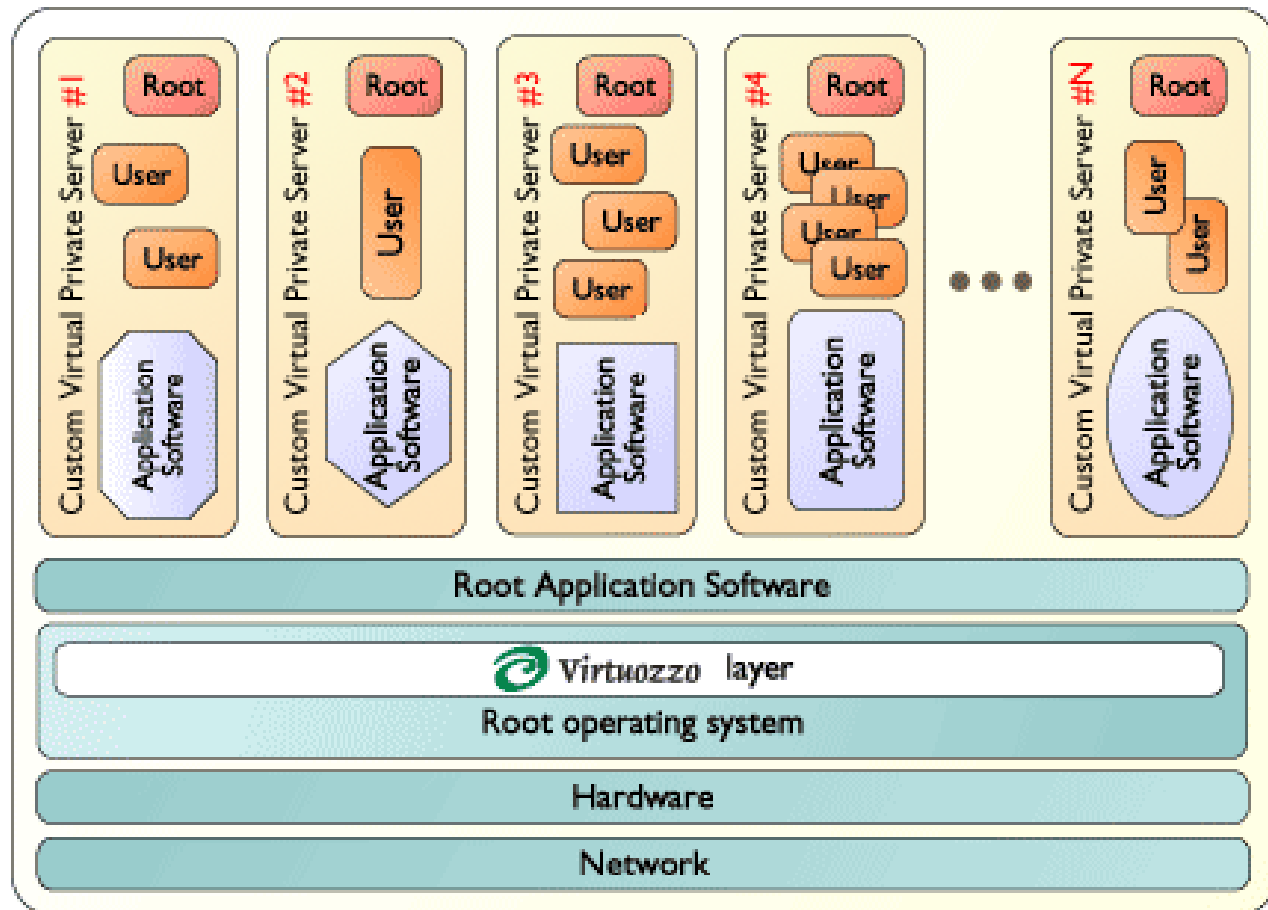 Custom Virtual Private Server #1
Root
User
User
Application
Software
Custom Virtual Private Server #2
Root
User
Application
Software
Custom Virtual Private Server #3
Root
User
User
User
Application
Software
Custom Virtual Private Server #4
Root
User
User
User
User
Application
Software
Custom Virtual Private Server #N
Root
User
User
Application
Software
Root Application Software
Virtuozzo layer
Root operating system
Hardware
Network